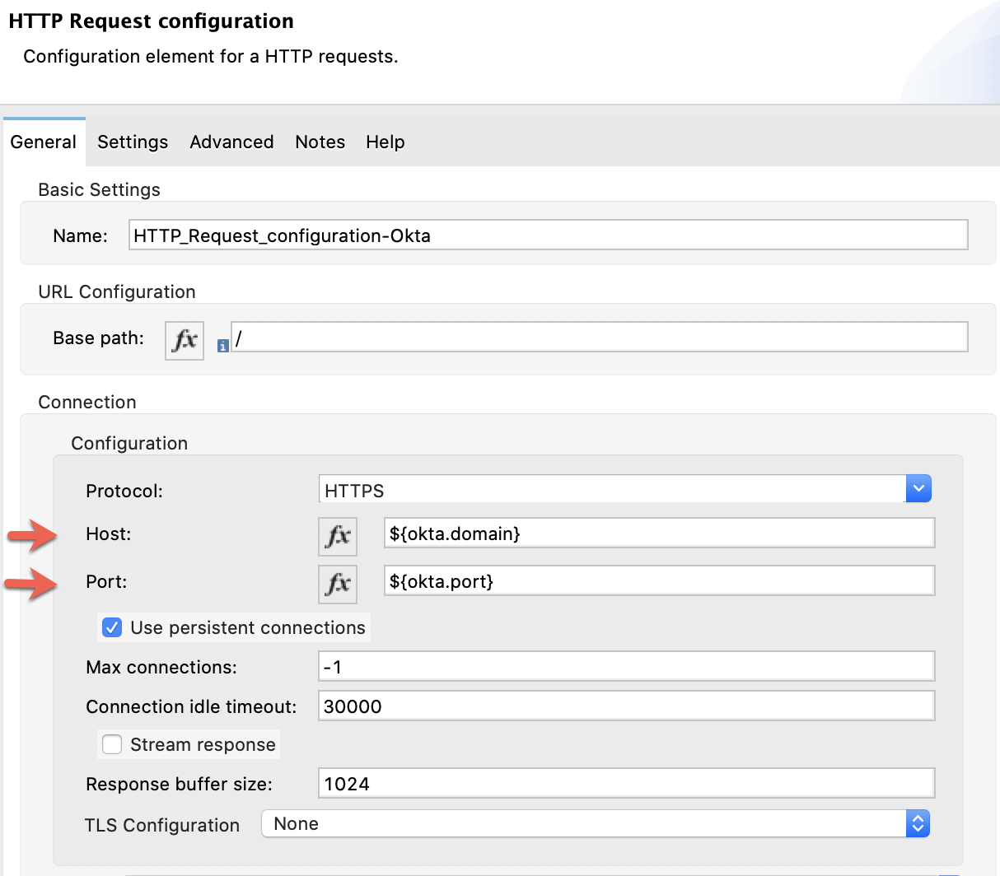 HTTP Request configuration
Configuration element for a HTTP requests.
General Settings Advanced Notes Help
Basic Settings
Name: HTTP_Request_configuration-Okta
URL Configuration
Base path: fx i /
Connection
Configuration
Protocol: HTTPS
Host: fx ${okta.domain}
Port: fx ${okta.port}
Use persistent connections
Max connections: -1
Connection idle timeout: 30000
Stream response
Response buffer size: 1024
TLS Configuration None